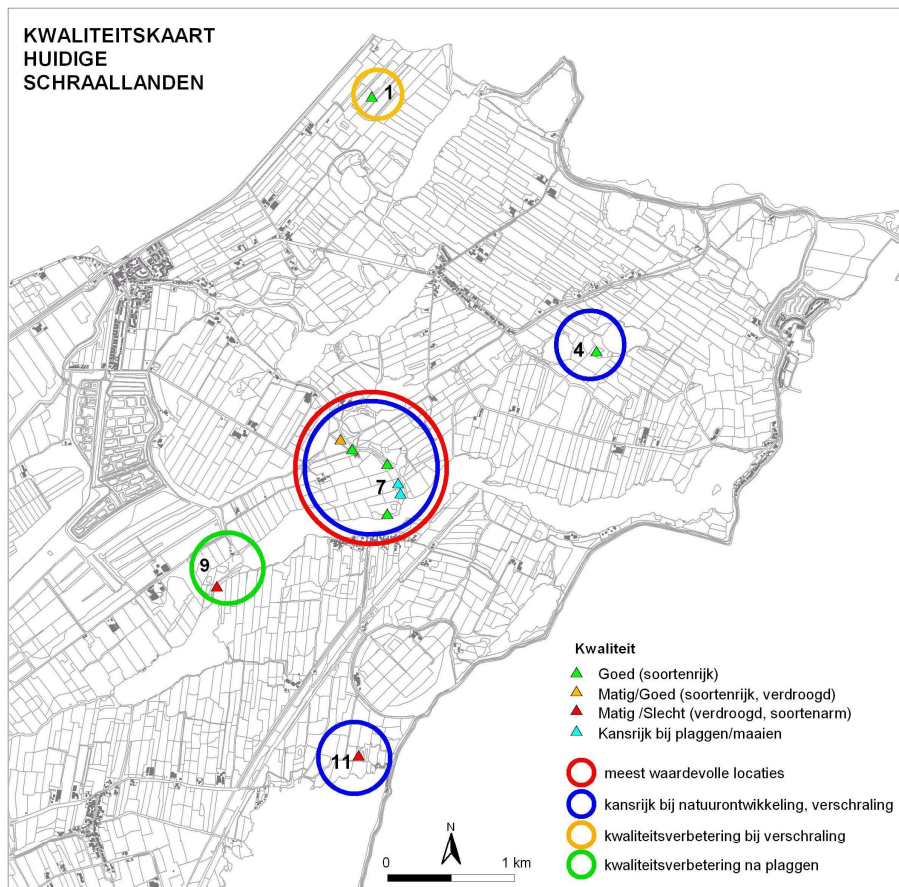 KWALITEITSKAART
HUIDIGE
SCHRAALLANDEN
1
4
7
9
11
Kwaliteit
Goed (soortenrijk)
Matig/Goed (soortenrijk, verdroogd)
Matig /Slecht (verdroogd, soortenarm)
Kansrijk bij plaggen/maaien
meest waardevolle locaties
kansrijk bij natuurontwikkeling, verschraling
kwaliteitsverbetering bij verschraling
kwaliteitsverbetering na plaggen
N
0 1 km